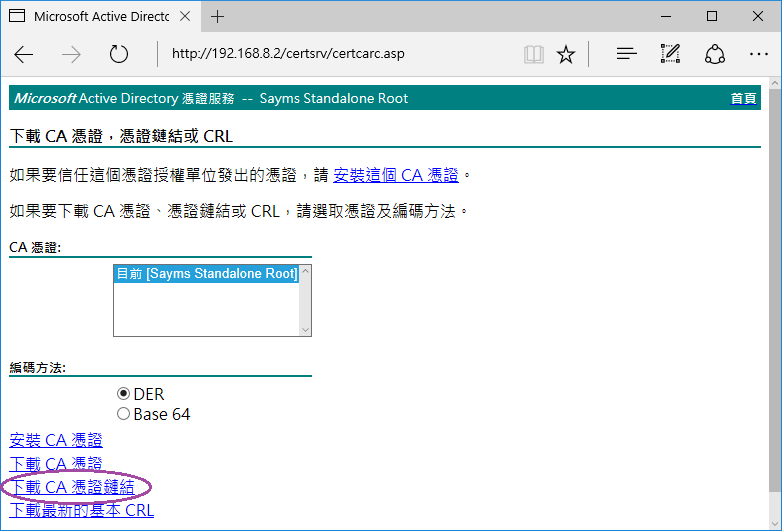 Microsoft Active Directc
http://192.168.8.2/certsrv/certcarc.asp
Microsoft Active Directory 憑證服務 -- Sayms Standalone Root 首頁
下載 CA 憑證，憑證鏈結或 CRL
如果要信任這個憑證授權單位發出的憑證，請 安裝這個 CA 憑證。
如果要下載 CA 憑證、憑證鏈結或 CRL，請選取憑證及編碼方法。
CA 憑證:
目前 [Sayms Standalone Root]
編碼方法:
DER
Base 64
安裝 CA 憑證
下載 CA 憑證
下載 CA 憑證鏈結
下載最新的基本 CRL